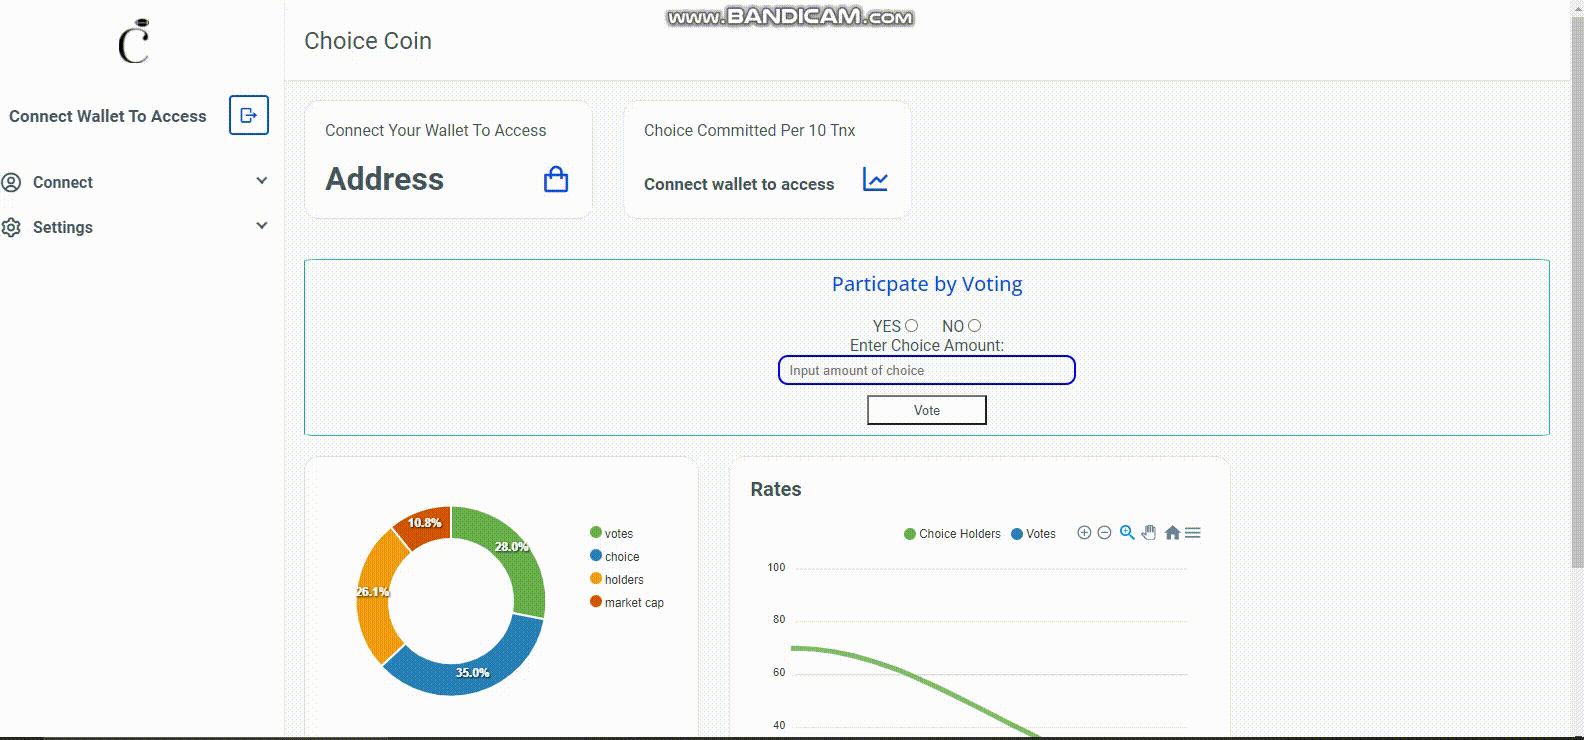 www.BANDICAM.com
C
Choice Coin
Connect Wallet To Access
Connect
Settings
Connect Your Wallet To Access
Address
Choice Committed Per 10 Tnx
Connect wallet to access
Particpate by Voting
YES NO
Enter Choice Amount:
Input amount of choice
Vote
10.8%
28.0%
26.1%
35.0%
votes
choice
holders
market cap
Rates
Choice Holders Votes
100
80
60
40